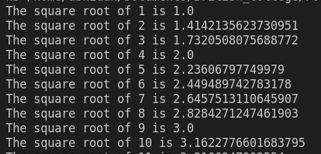 The square root of 1 is 1.0
The square root of 2 is 1.4142135623730951
The square root of 3 is 1.7320508075688772
The square root of 4 is 2.0
The square root of 5 is 2.23606797749979
The square root of 6 is 2.449489742783178
The square root of 7 is 2.6457513110645907
The square root of 8 is 2.8284271247461903
The square root of 9 is 3.0
The square root of 10 is 3.1622776601683795